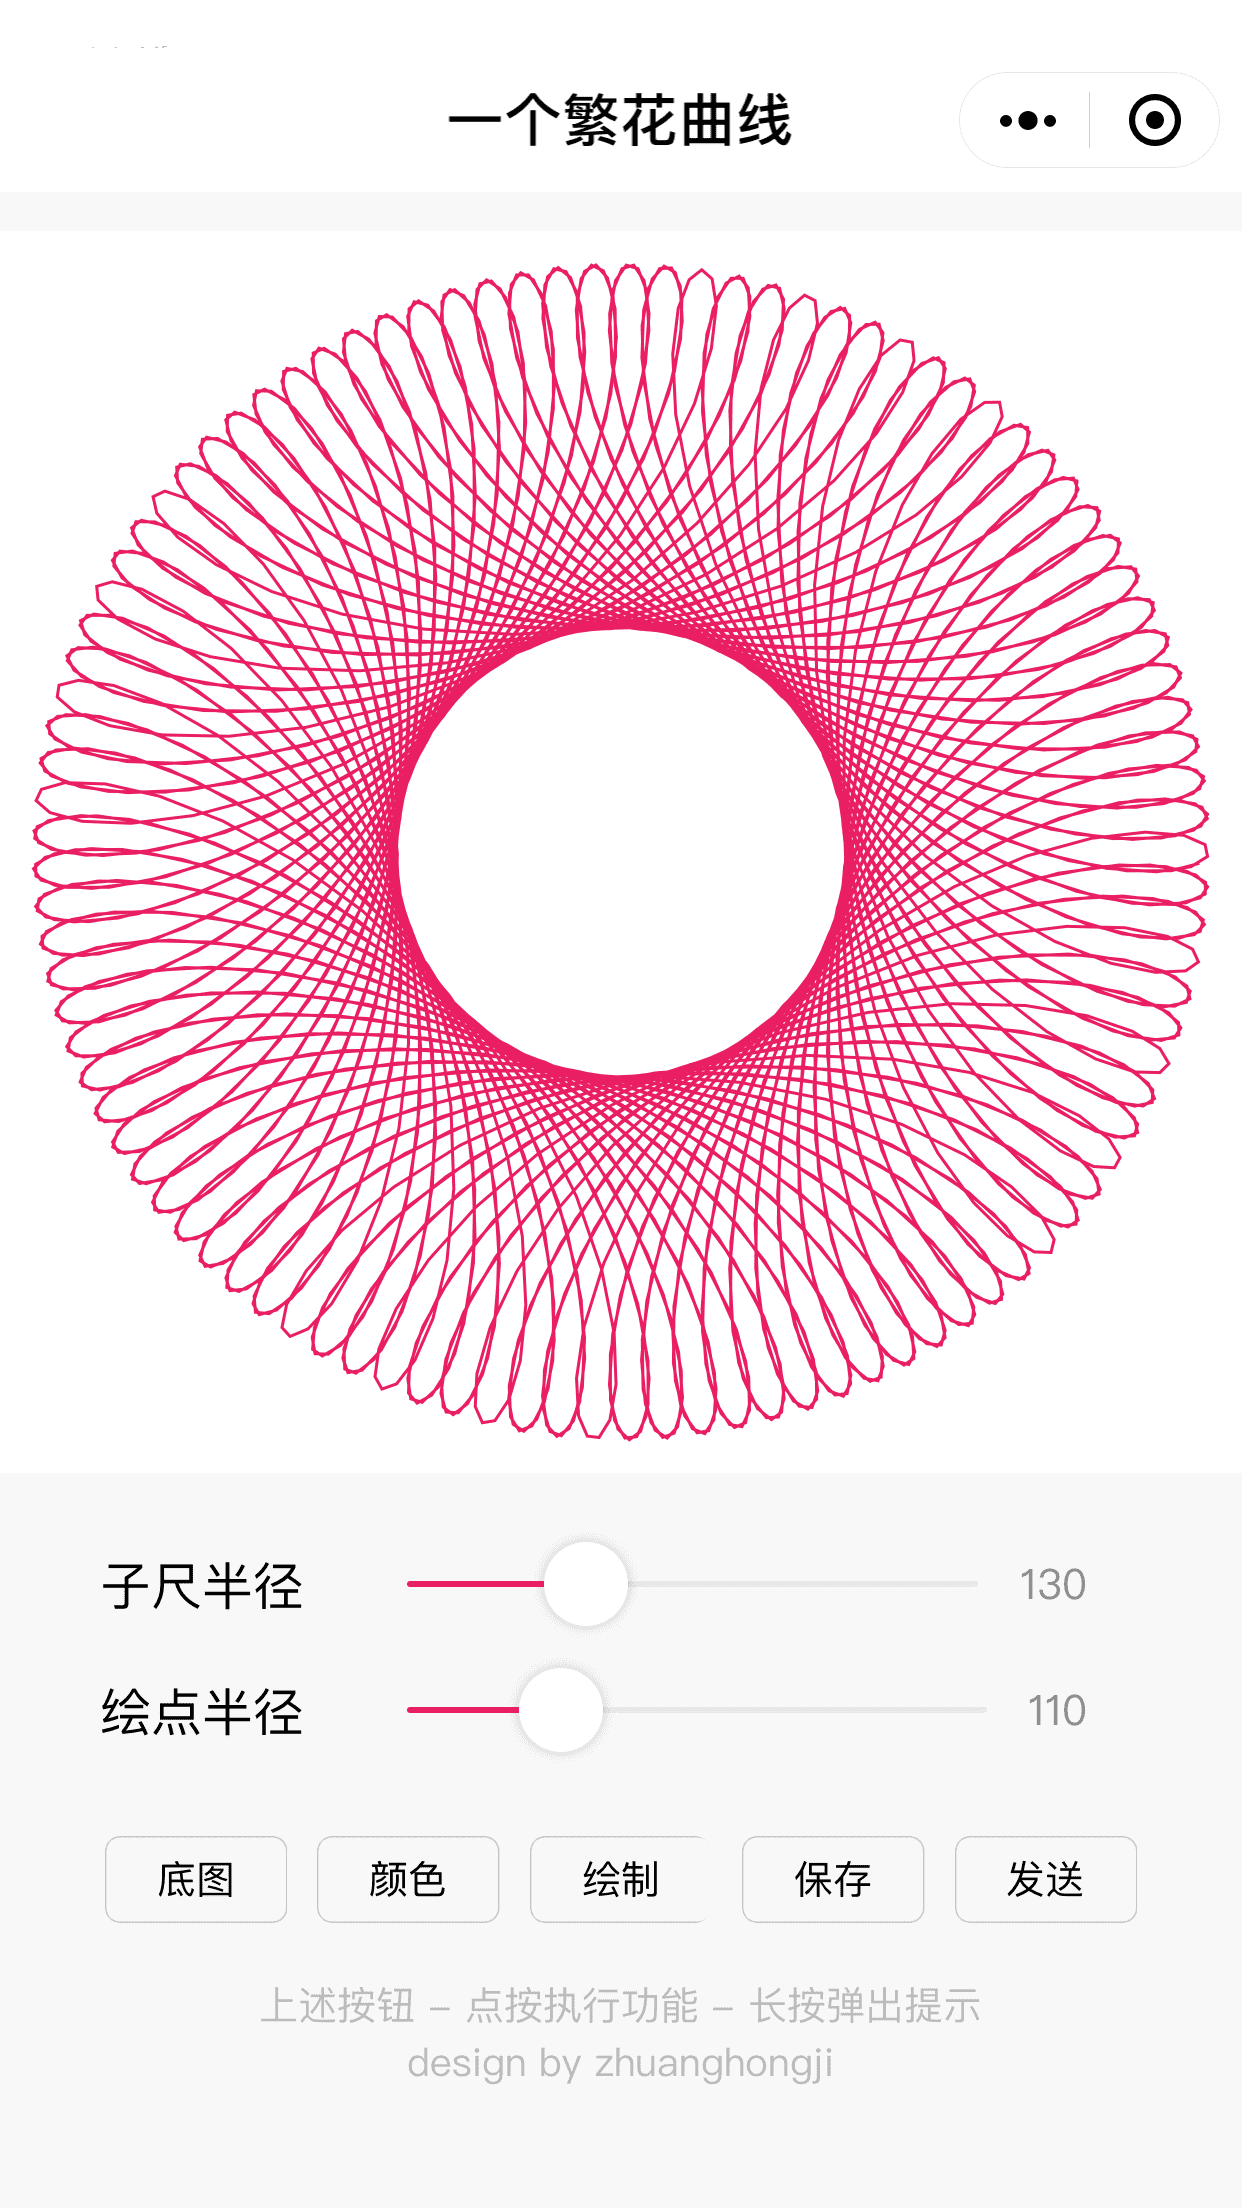 一个繁花曲线
子尺半径 130
绘点半径 110
底图 颜色 绘制 保存 发送
上述按钮 – 点按执行功能 – 长按弹出提示
design by zhuanghongji